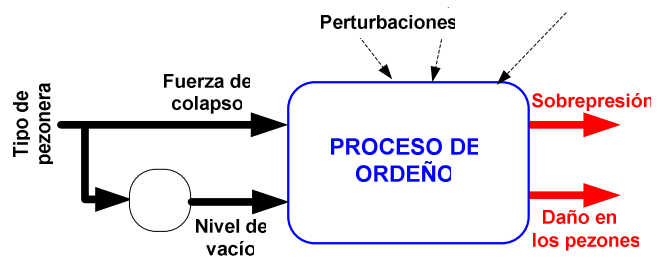 Perturbaciones
Tipo de
pezonera
Fuerza de
colapso
Sobrepresión
PROCESO DE
ORDEÑO
Nivel de
vacío
Daño en
los pezones